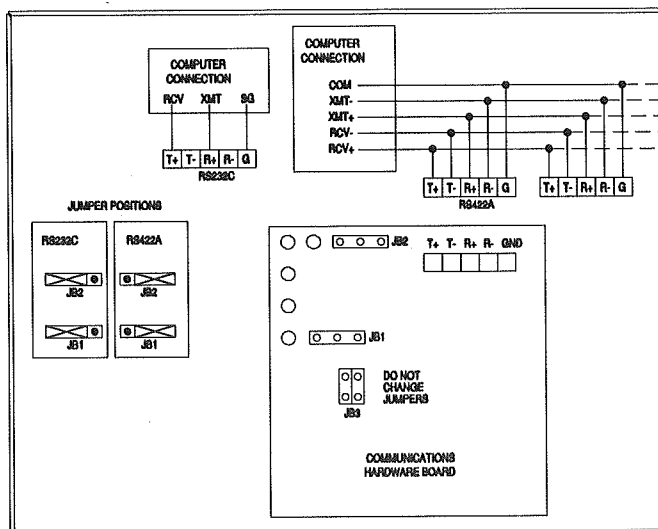 COMPUTER
CONNECTION
RCV XMT SG
T+ T- R+ R- G
RS232C
COMPUTER
CONNECTION
COM
XMT-
XMT+
RCV-
RCV+
T+ T- R+ R- G
RS422A
T+ T- R+ R- G
JUMPER POSITIONS
RS232C
JB2
JB1
RS422A
JB2
JB1
JB2
T+ T- R+ R- GND
JB1
JB3
DO NOT
CHANGE
JUMPERS
COMMUNICATIONS
HARDWARE BOARD